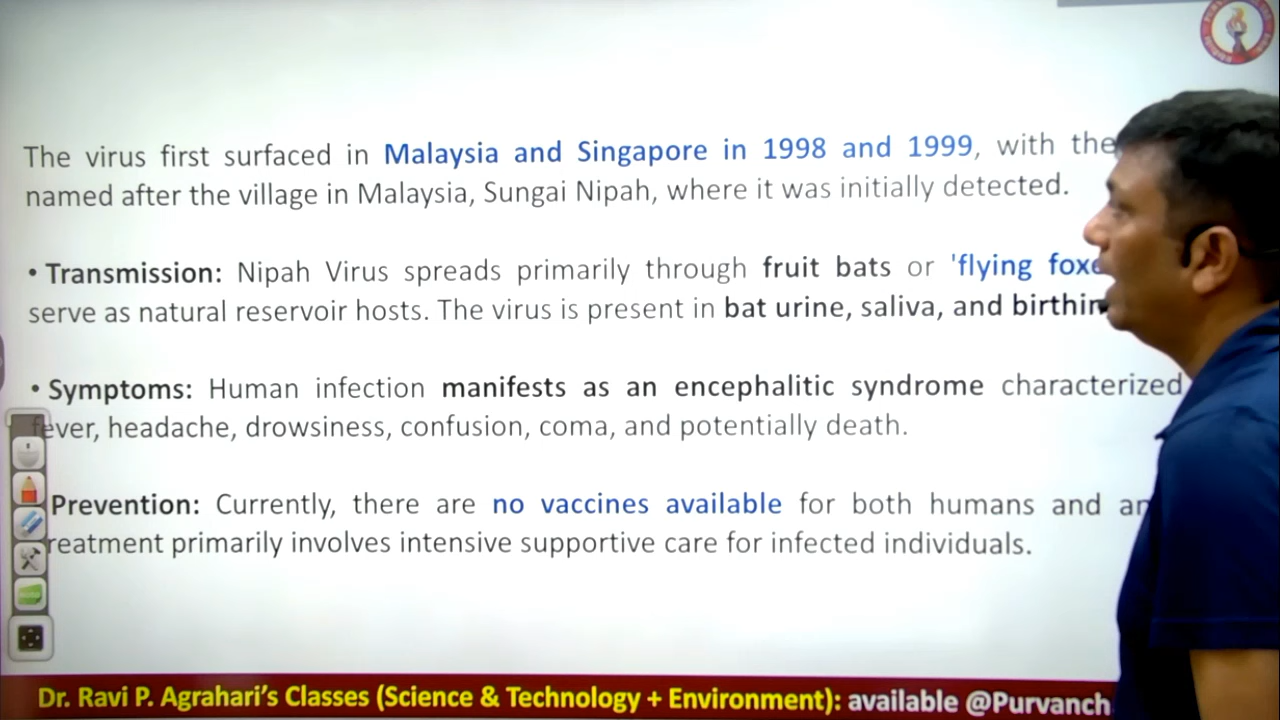 The virus first surfaced in Malaysia and Singapore in 1998 and 1999, with the
named after the village in Malaysia, Sungai Nipah, where it was initially detected.
• Transmission: Nipah Virus spreads primarily through fruit bats or 'flying foxe
serve as natural reservoir hosts. The virus is present in bat urine, saliva, and birthin
• Symptoms: Human infection manifests as an encephalitic syndrome characterized
fever, headache, drowsiness, confusion, coma, and potentially death.
Prevention: Currently, there are no vaccines available for both humans and an
reatment primarily involves intensive supportive care for infected individuals.
Dr. Ravi P. Agrahari's Classes (Science & Technology + Environment): available @Purvanch